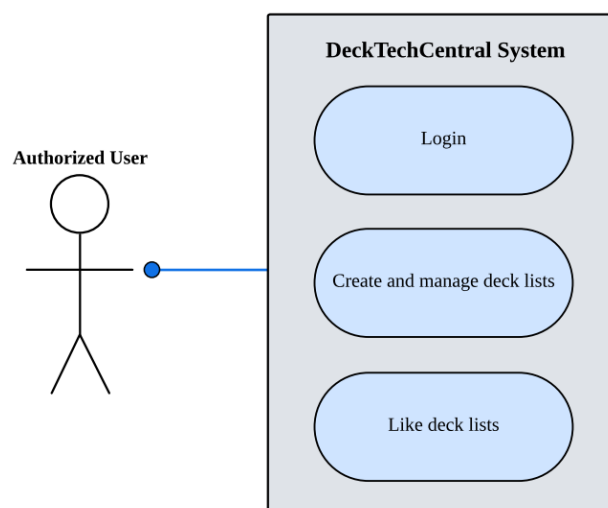 DeckTechCentral System
Login
Authorized User
Create and manage deck lists
Like deck lists